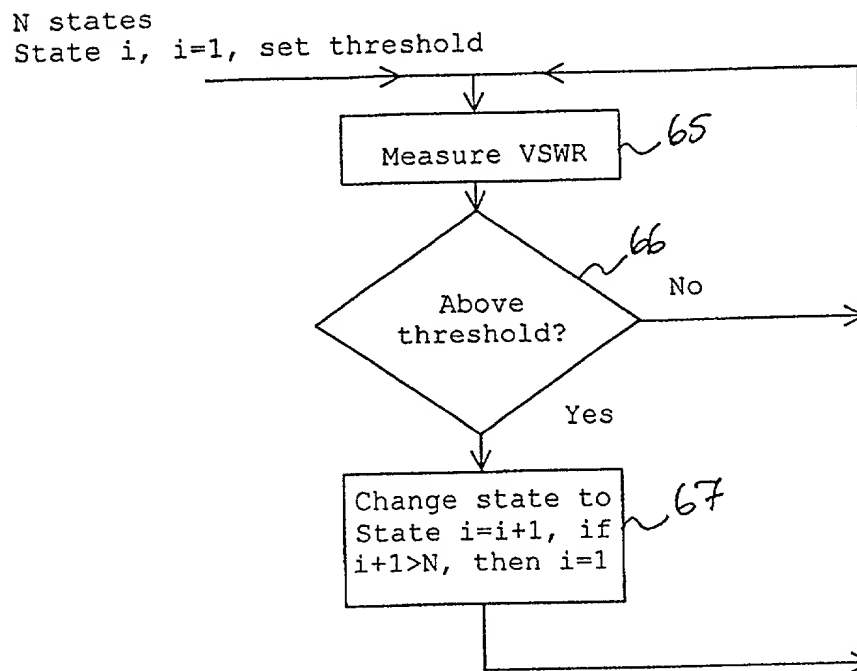 N states
State i, i=1, set threshold
Measure VSWR
65
66
Above
threshold?
No
Yes
Change state to
State i=i+1, if
i+1>N, then i=1
67